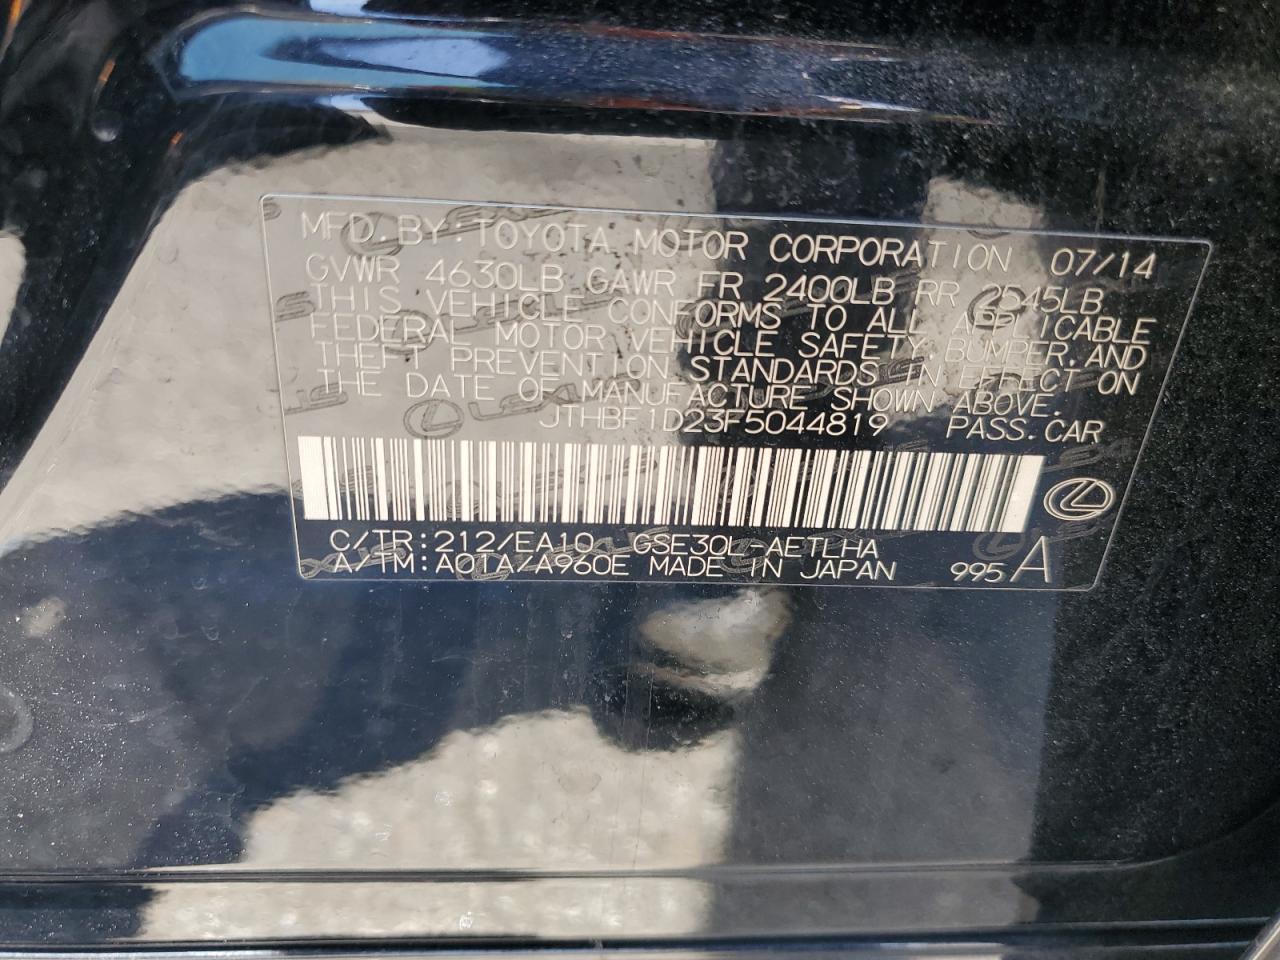 MFD. BY: TOYOTA MOTOR CORPORATION 07/14
GVWR 4630LB GAWR FR 2400LB RR 2545LB
THIS VEHICLE CONFORMS TO ALL APPLICABLE
FEDERAL MOTOR VEHICLE SAFETY, BUMPER, AND
THEFT PREVENTION STANDARDS IN EFFECT ON
THE DATE OF MANUFACTURE SHOWN ABOVE.
JTHBF1D23F5044819 PASS. CAR
C/TR: 212/EA10 GSE30L-AETLHA
A/TM: A01A/A960E MADE IN JAPAN 995 A